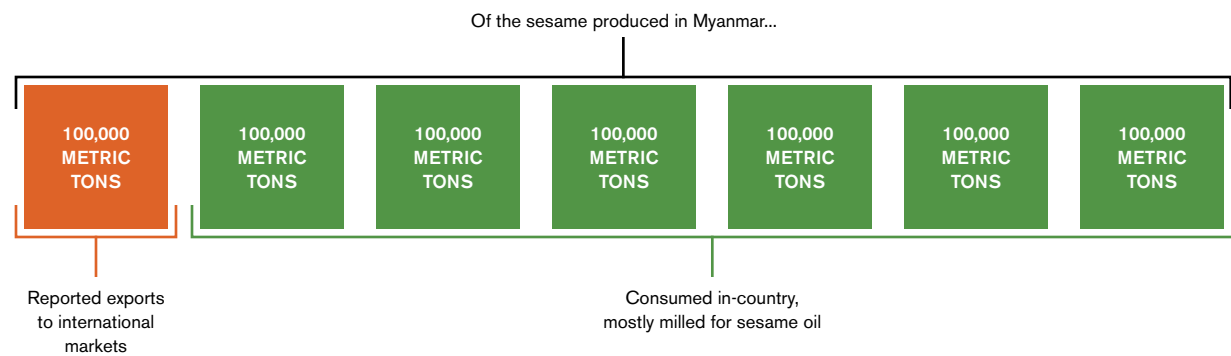 Of the sesame produced in Myanmar...
100,000
METRIC
TONS
100,000
METRIC
TONS
100,000
METRIC
TONS
100,000
METRIC
TONS
100,000
METRIC
TONS
100,000
METRIC
TONS
100,000
METRIC
TONS
Reported exports
to international
markets
Consumed in-country,
mostly milled for sesame oil